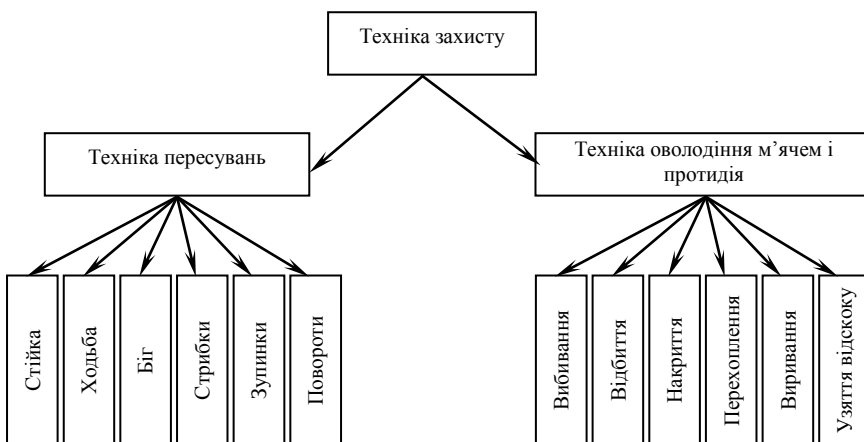 Техніка захисту
Техніка пересувань
Техніка оволодіння м’ячем і
протидія
Стійка
Ходьба
Біг
Стрибки
Зупинки
Повороти
Вибивання
Відбиття
Накриття
Перехоплення
Виривання
Узяття відскоку